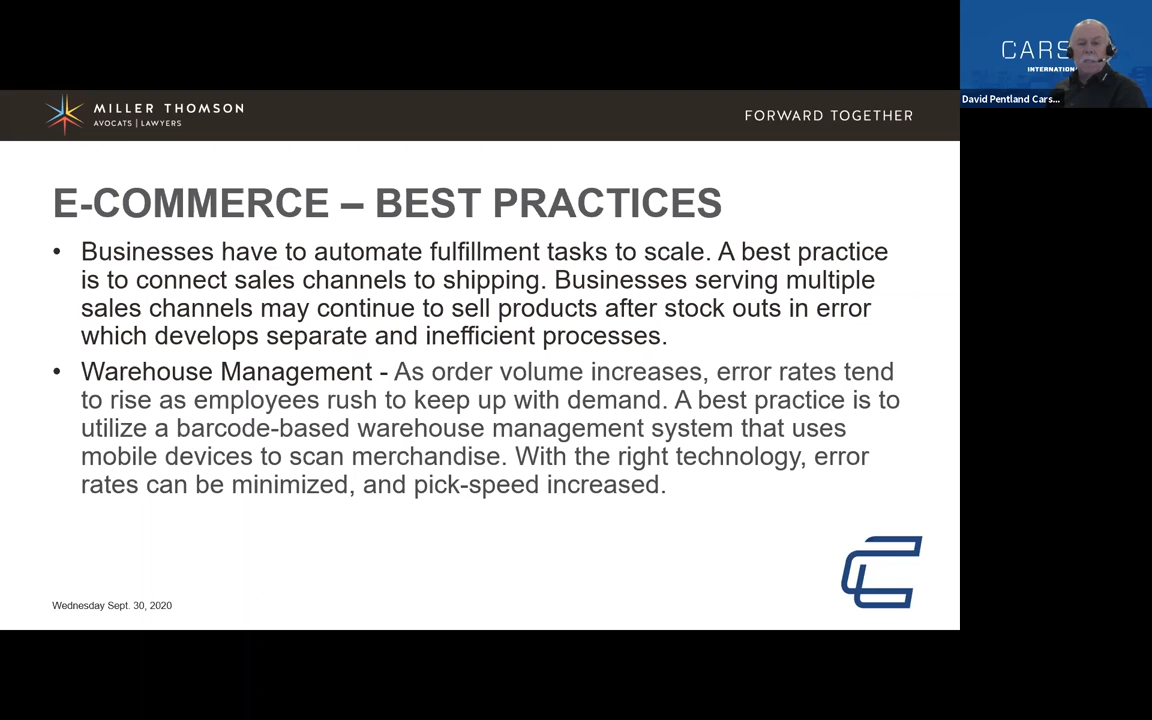 MILLER THOMSON
AVOCATS | LAWYERS
FORWARD TOGETHER
CARS
INTERNATION
David Pentland Cars...
E-COMMERCE – BEST PRACTICES
• Businesses have to automate fulfillment tasks to scale. A best practice
is to connect sales channels to shipping. Businesses serving multiple
sales channels may continue to sell products after stock outs in error
which develops separate and inefficient processes.
• Warehouse Management - As order volume increases, error rates tend
to rise as employees rush to keep up with demand. A best practice is to
utilize a barcode-based warehouse management system that uses
mobile devices to scan merchandise. With the right technology, error
rates can be minimized, and pick-speed increased.
Wednesday Sept. 30, 2020